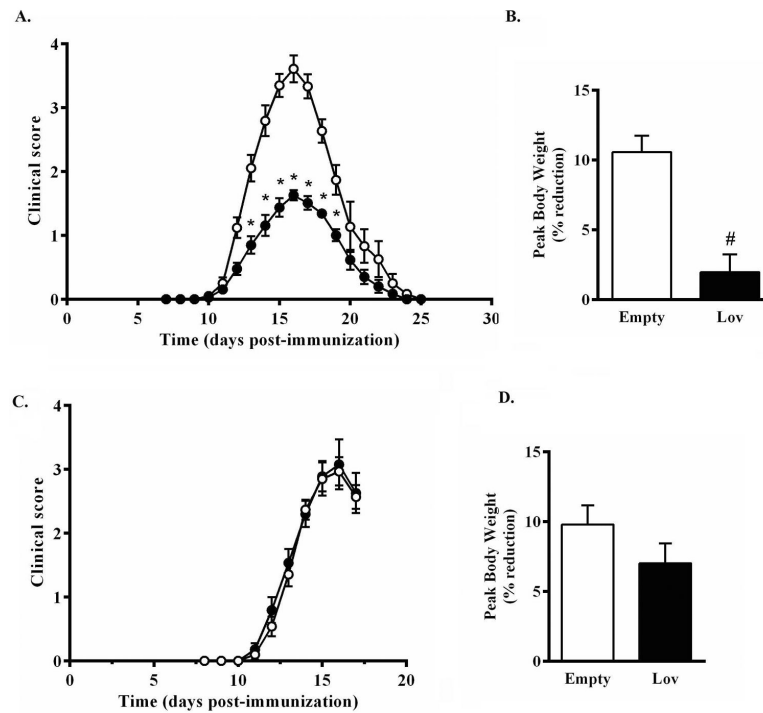 A.
4
3
2
1
0
Clinical score
* * * * * * *
0 5 10 15 20 25 30
Time (days post-immunization)
B.
15
10
5
0
Peak Body Weight
(% reduction)
#
Empty Lov
C.
4
3
2
1
0
Clinical score
0 5 10 15 20
Time (days post-immunization)
D.
15
10
5
0
Peak Body Weight
(% reduction)
Empty Lov